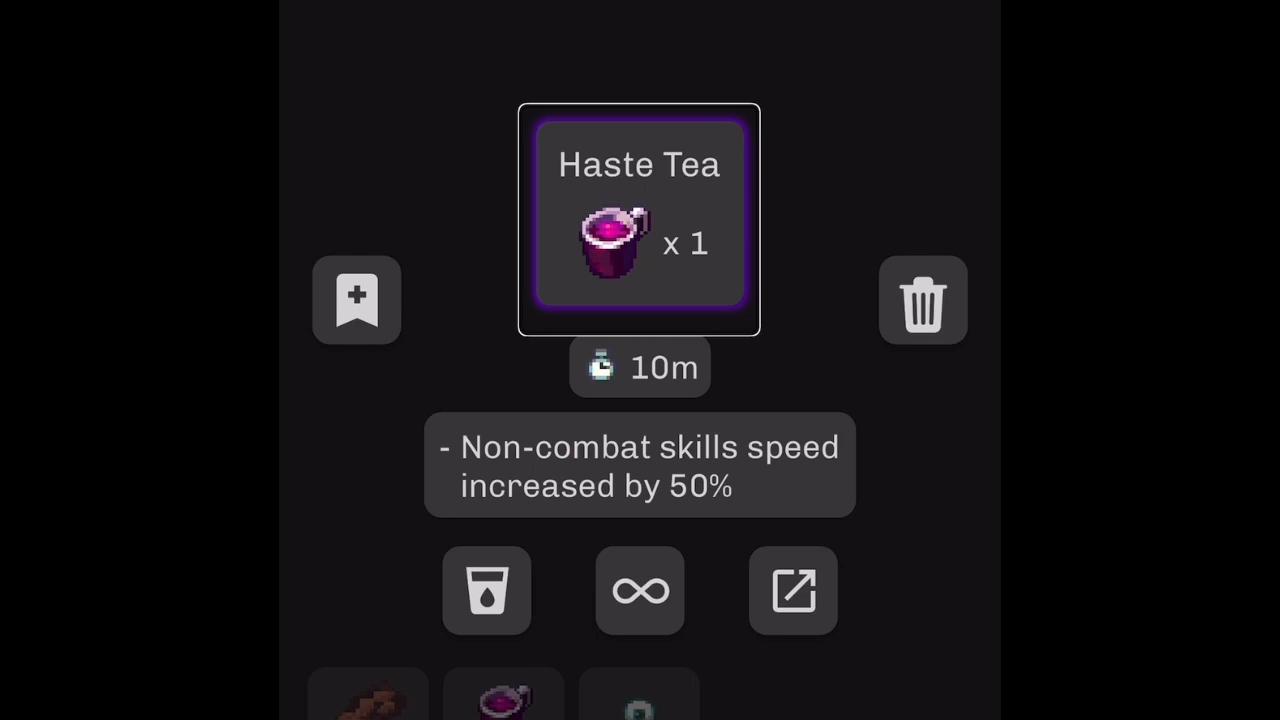 Haste Tea
x 1
10m
- Non-combat skills speed
increased by 50%